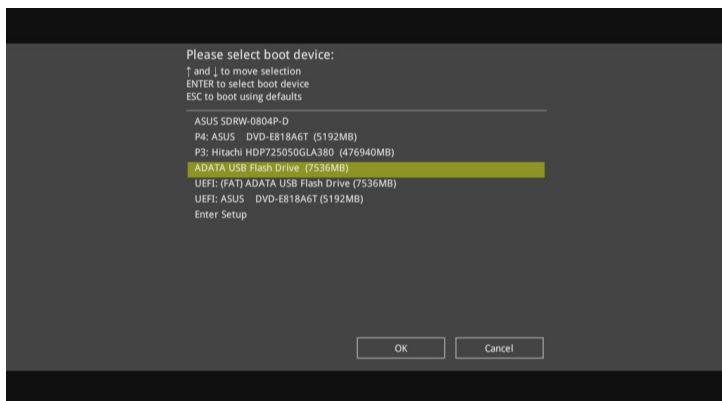 Please select boot device:
↑ and ↓ to move selection
ENTER to select boot device
ESC to boot using defaults
ASUS SDRW-0804P-D
P4: ASUS DVD-E818A6T (5192MB)
P3: Hitachi HDP725050GLA380 (476940MB)
ADATA USB Flash Drive (7536MB)
UEFI: (FAT) ADATA USB Flash Drive (7536MB)
UEFI: ASUS DVD-E818A6T (5192MB)
Enter Setup
OK Cancel